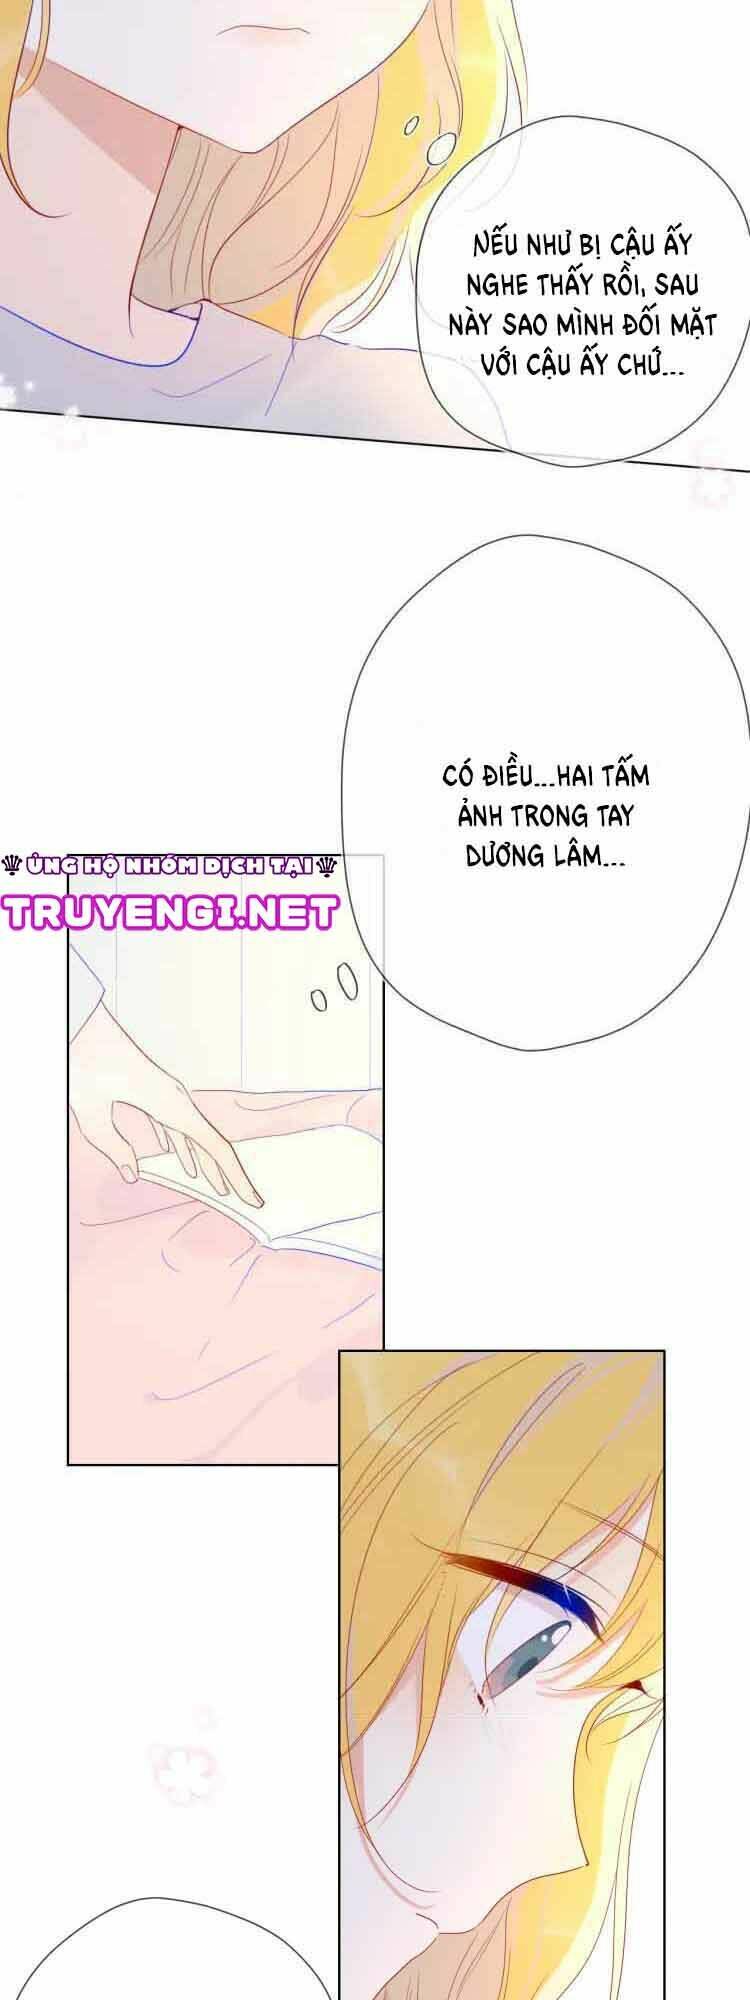 NẾU NHƯ BỊ CẬU ẤY
NGHE THẤY RỒI, SAU
NÀY SAO MÌNH ĐỐI MẶT
VỚI CẬU ẤY CHỨ...
CÓ ĐIỀU...HAI TẤM
ẢNH TRONG TAY
DƯƠNG LÂM...
ỦNG HỘ NHÓM DỊCH TẠI
TRUYENGI.NET